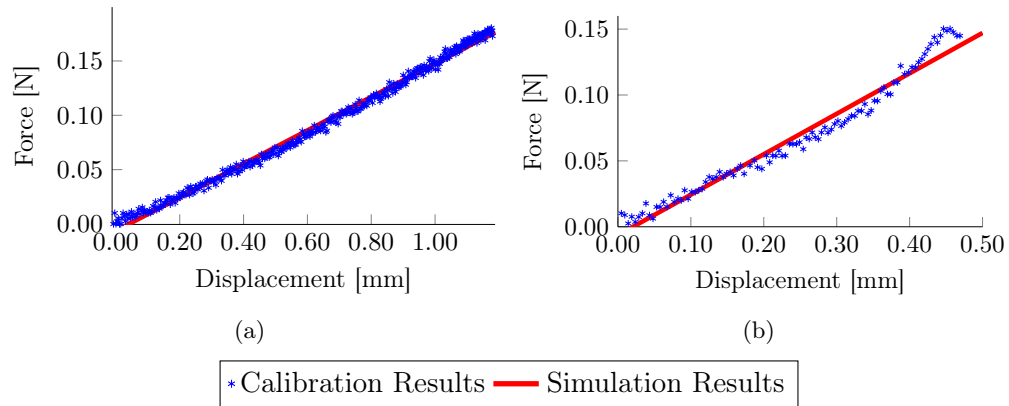 0.15
0.10
0.05
0.00
Force [N]
0.00
0.20
0.40
0.60
0.80
1.00
Displacement [mm]
(a)
0.15
0.10
0.05
0.00
Force [N]
0.00
0.10
0.20
0.30
0.40
0.50
Displacement [mm]
(b)
Calibration Results
Simulation Results